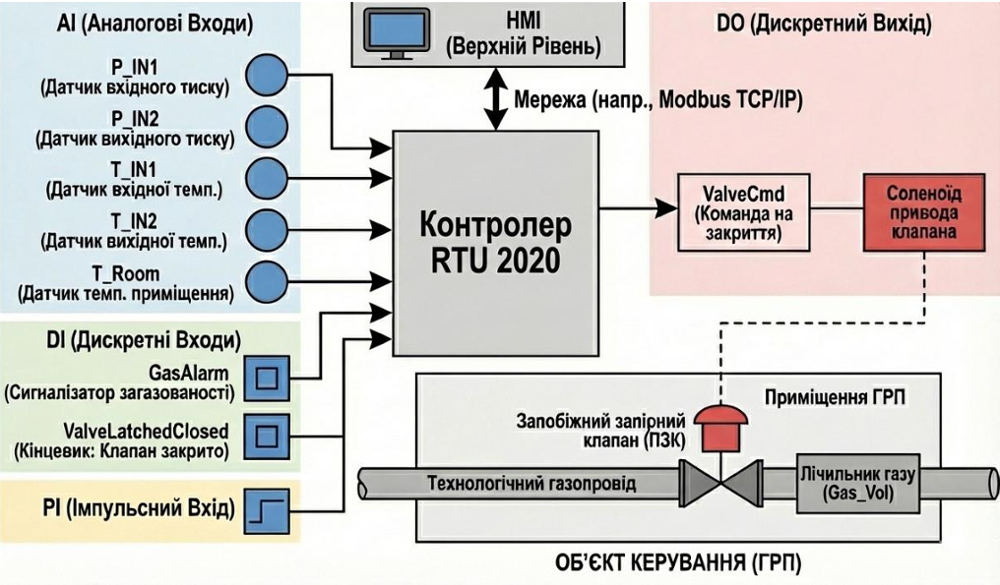 AI (Аналогові Входи)
P_IN1
(Датчик вхідного тиску)
P_IN2
(Датчик вихідного тиску)
T_IN1
(Датчик вхідної темп.)
T_IN2
(Датчик вихідної темп.)
T_Room
(Датчик темп. приміщення)
DI (Дискретні Входи)
GasAlarm
(Сигналізатор загазованості)
ValveLatchedClosed
(Кінцевик: Клапан закрито)
PI (Імпульсний Вхід)
HMI
(Верхній Рівень)
Мережа (напр., Modbus TCP/IP)
Контролер
RTU 2020
DO (Дискретний Вихід)
ValveCmd
(Команда на
закриття)
Соленоїд
привода
клапана
Приміщення ГРП
Запобіжний запірний
клапан (ПЗК)
Технологічний газопровід
Лічильник газу
(Gas_Vol)
ОБ’ЄКТ КЕРУВАННЯ (ГРП)